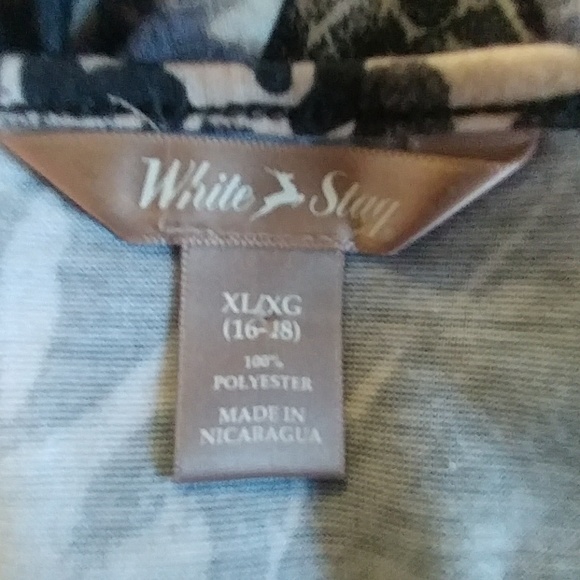 White Stag
XL/XG
(16-18)
100%
POLYESTER
MADE IN
NICARAGUA